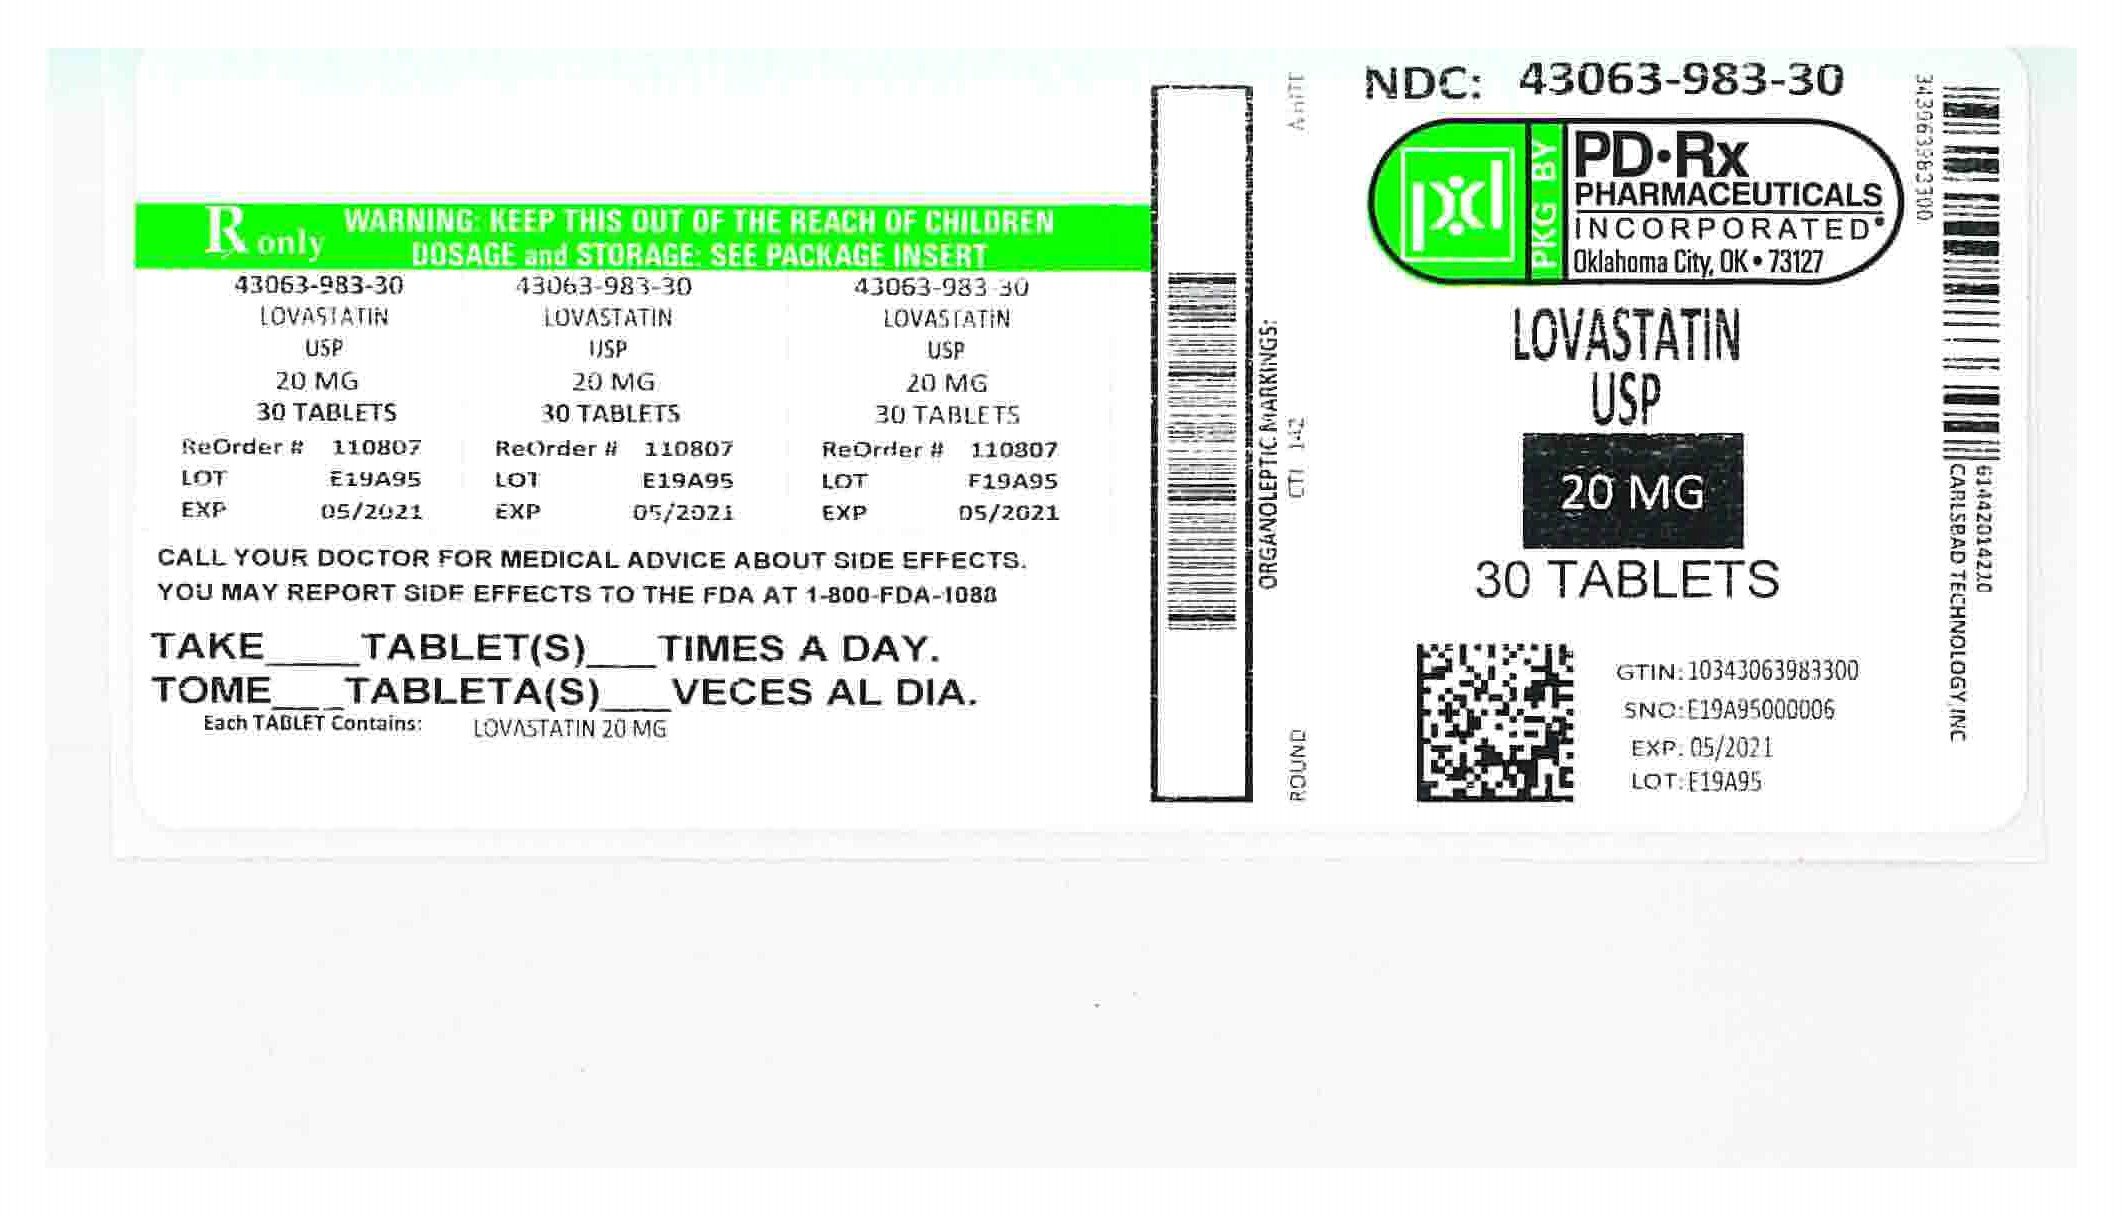 Rx only
WARNING: KEEP THIS OUT OF THE REACH OF CHILDREN
DOSAGE and STORAGE: SEE PACKAGE INSERT
43063-983-30
LOVASTATIN
USP
20 MG
30 TABLETS
ReOrder # 110807
LOT E19A95
EXP 05/2021
43063-983-30
LOVASTATIN
USP
20 MG
30 TABLETS
ReOrder # 110807
LOT E19A95
EXP 05/2021
43063-983-30
LOVASTATIN
USP
20 MG
30 TABLETS
ReOrder # 110807
LOT E19A95
EXP 05/2021
CALL YOUR DOCTOR FOR MEDICAL ADVICE ABOUT SIDE EFFECTS.
YOU MAY REPORT SIDE EFFECTS TO THE FDA AT 1-800-FDA-1088
TAKE____TABLET(S)___TIMES A DAY.
TOME____TABLETA(S)____VECES AL DIA.
Each TABLET Contains: LOVASTATIN 20 MG
ORGANOLEPTIC MARKINGS:
ROUND CTI 142
NDC: 43063-983-30
pd
PKG BY
PD•Rx
PHARMACEUTICALS
INCORPORATED
Oklahoma City, OK • 73127
LOVASTATIN
USP
20 MG
30 TABLETS
GTIN: 10343063983300
SNO: E19A95000006
EXP: 05/2021
LOT: E19A95
CARLSBAD TECHNOLOGY, INC